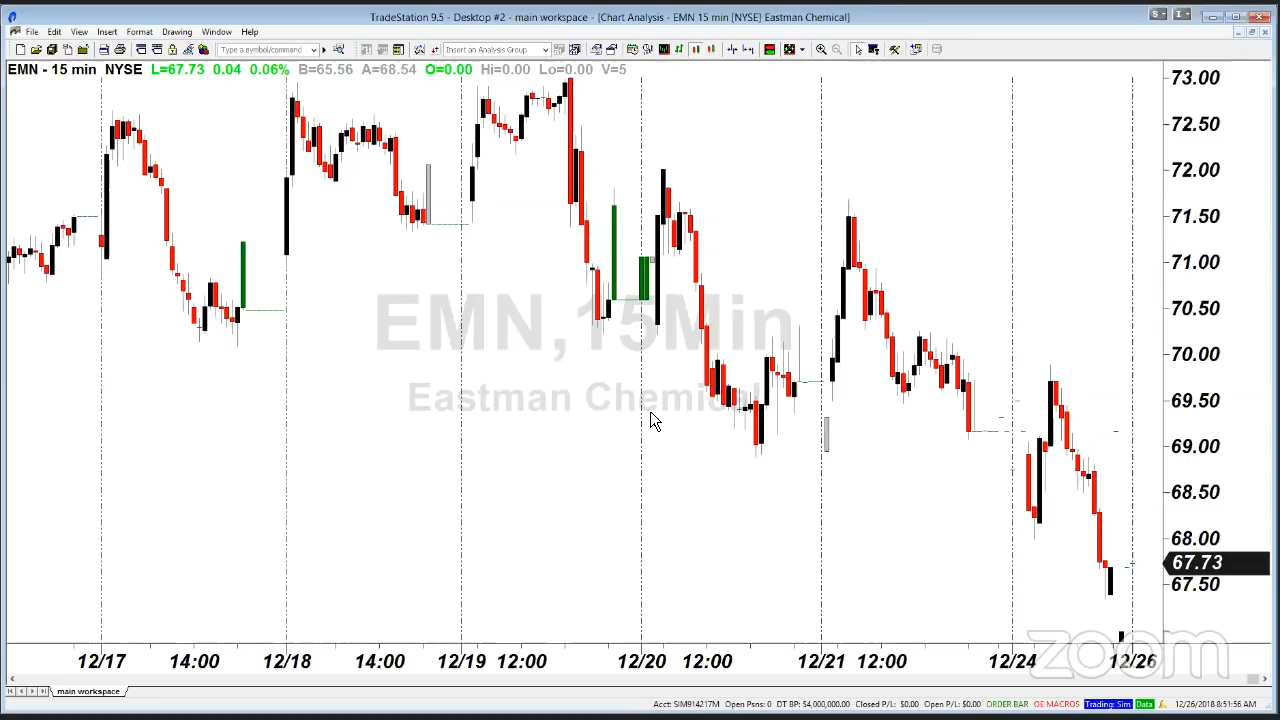 TradeStation 9.5 - Desktop #2 - main workspace - [Chart Analysis - EMN 15 min [NYSE] Eastman Chemical]
S
I
File Edit View Insert Format Drawing Window Help
Type a symbol/command
Insert an Analysis Group
EMN - 15 min NYSE L=67.73 0.04 0.06% B=65.56 A=68.54 O=0.00 Hi=0.00 Lo=0.00 V=5
73.00
72.50
72.00
71.50
71.00
70.50
70.00
69.50
69.00
68.50
68.00
67.73
67.50
EMN,15Min
Eastman Chemical
zoom
12/17 14:00 12/18 14:00 12/19 12:00 12/20 12:00 12/21 12:00 12/24 12/26
main workspace
Acct: SIM914217M Open Psns: 0 DT BP: $4,000,000 Closed P/L: $0.00 Open P/L: $0.00 ORDER BAR OE MACROS Trading: Sim Data 12/26/2018 8:51:56 AM